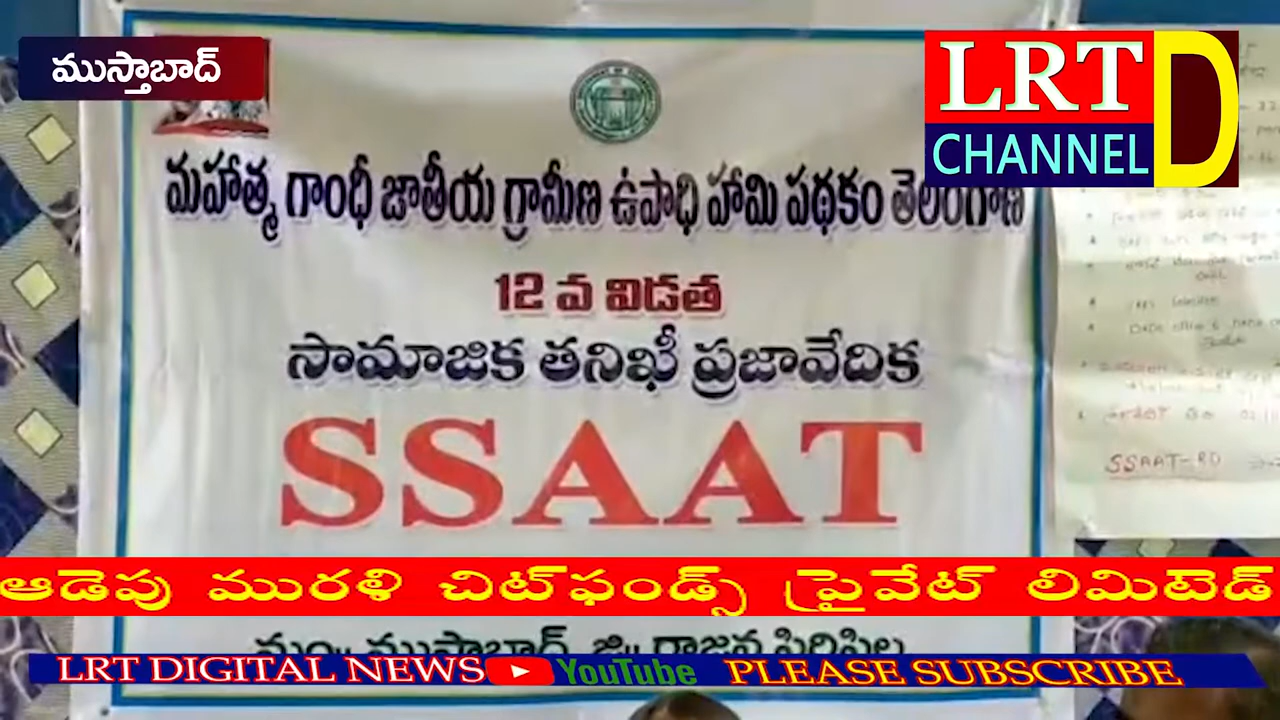 ముస్తాబాద్
LRT D
CHANNEL
మహాత్మ గాంధీ జాతీయ గ్రామీణ ఉపాధి హామి పథకం తెలంగాణ
12 వ విడత
సామాజిక తనిఖీ ప్రజావేదిక
SSAAT
SSAAT-RD
ఆడెపు మురళి చిట్‌ఫండ్స్ ప్రైవేట్ లిమిటెడ్
మం॥ ముస్తాబాద్, జి॥ రాజన్న సిరిసిల్ల
LRT DIGITAL NEWS YouTube PLEASE SUBSCRIBE